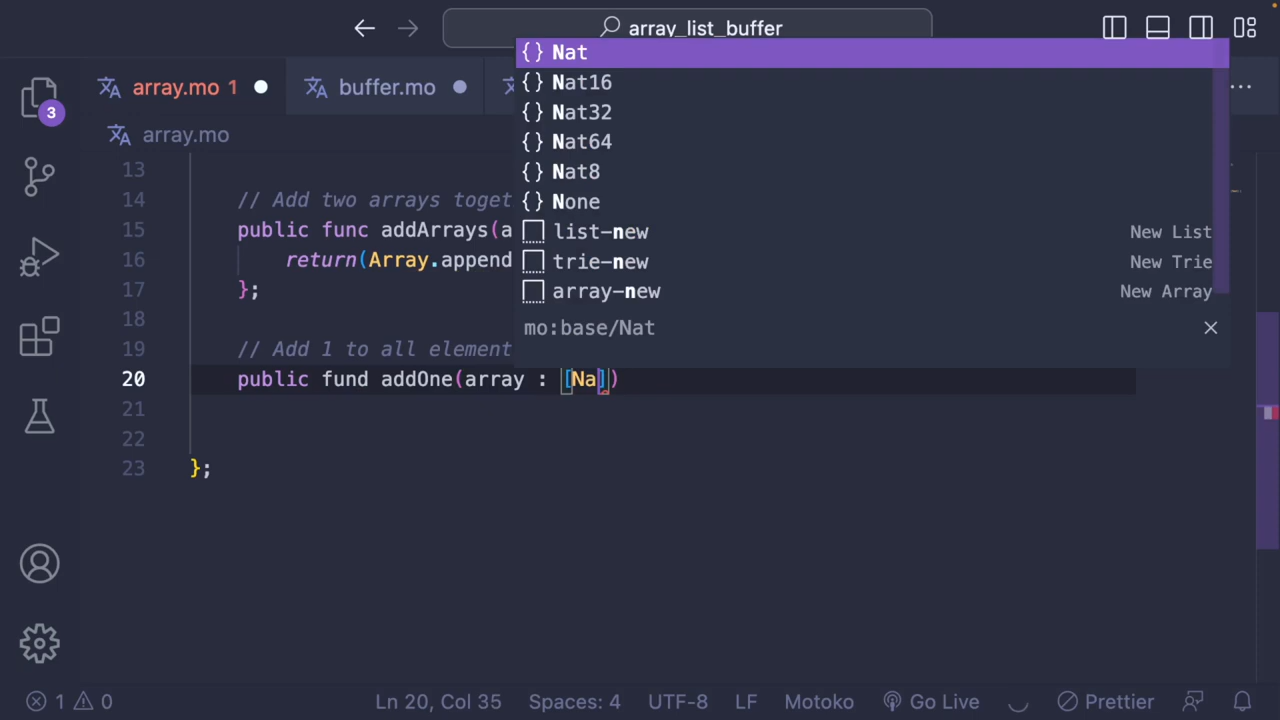 array_list_buffer
array.mo 1
buffer.mo
...
3
array.mo
Nat
Nat16
Nat32
Nat64
Nat8
None
list-new New List
trie-new New Trie
array-new New Array
mo:base/Nat
13
14 // Add two arrays toget
15 public func addArrays(a
16 return(Array.append
17 };
18
19 // Add 1 to all element
20 public fund addOne(array : [Na])
21
22
23 };
1 0 Ln 20, Col 35 Spaces: 4 UTF-8 LF Motoko Go Live Prettier